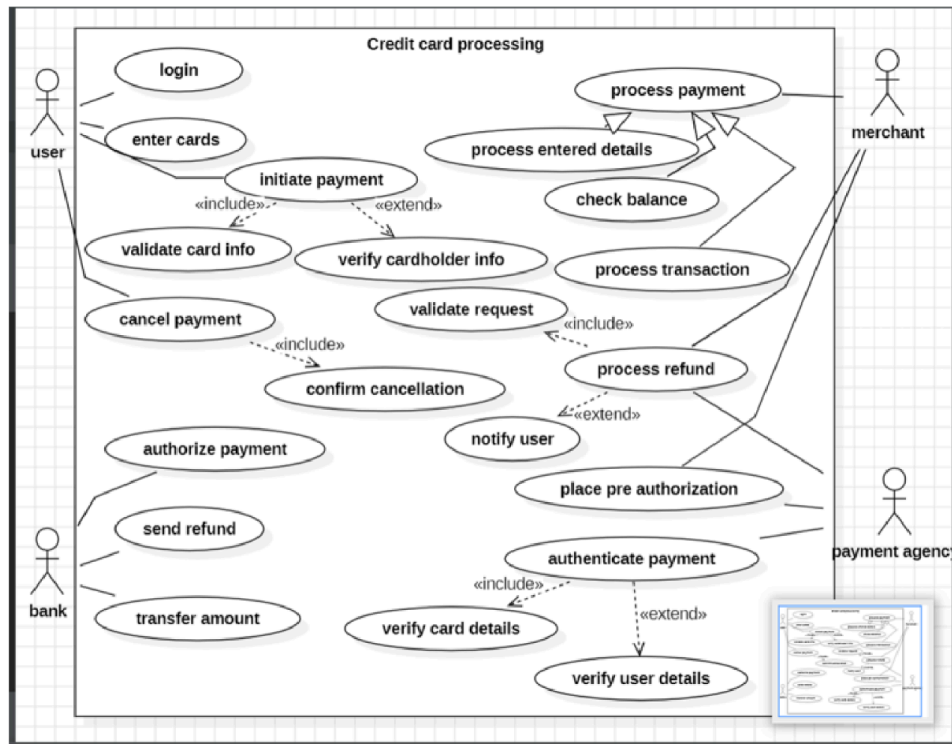 Credit card processing
login
process payment
merchant
user
enter cards
process entered details
initiate payment
«include»
«extend»
check balance
validate card info
verify cardholder info
process transaction
validate request
cancel payment
«include»
«include»
process refund
confirm cancellation
«extend»
notify user
authorize payment
place pre authorization
send refund
payment agency
authenticate payment
bank
«include»
«extend»
transfer amount
verify card details
verify user details